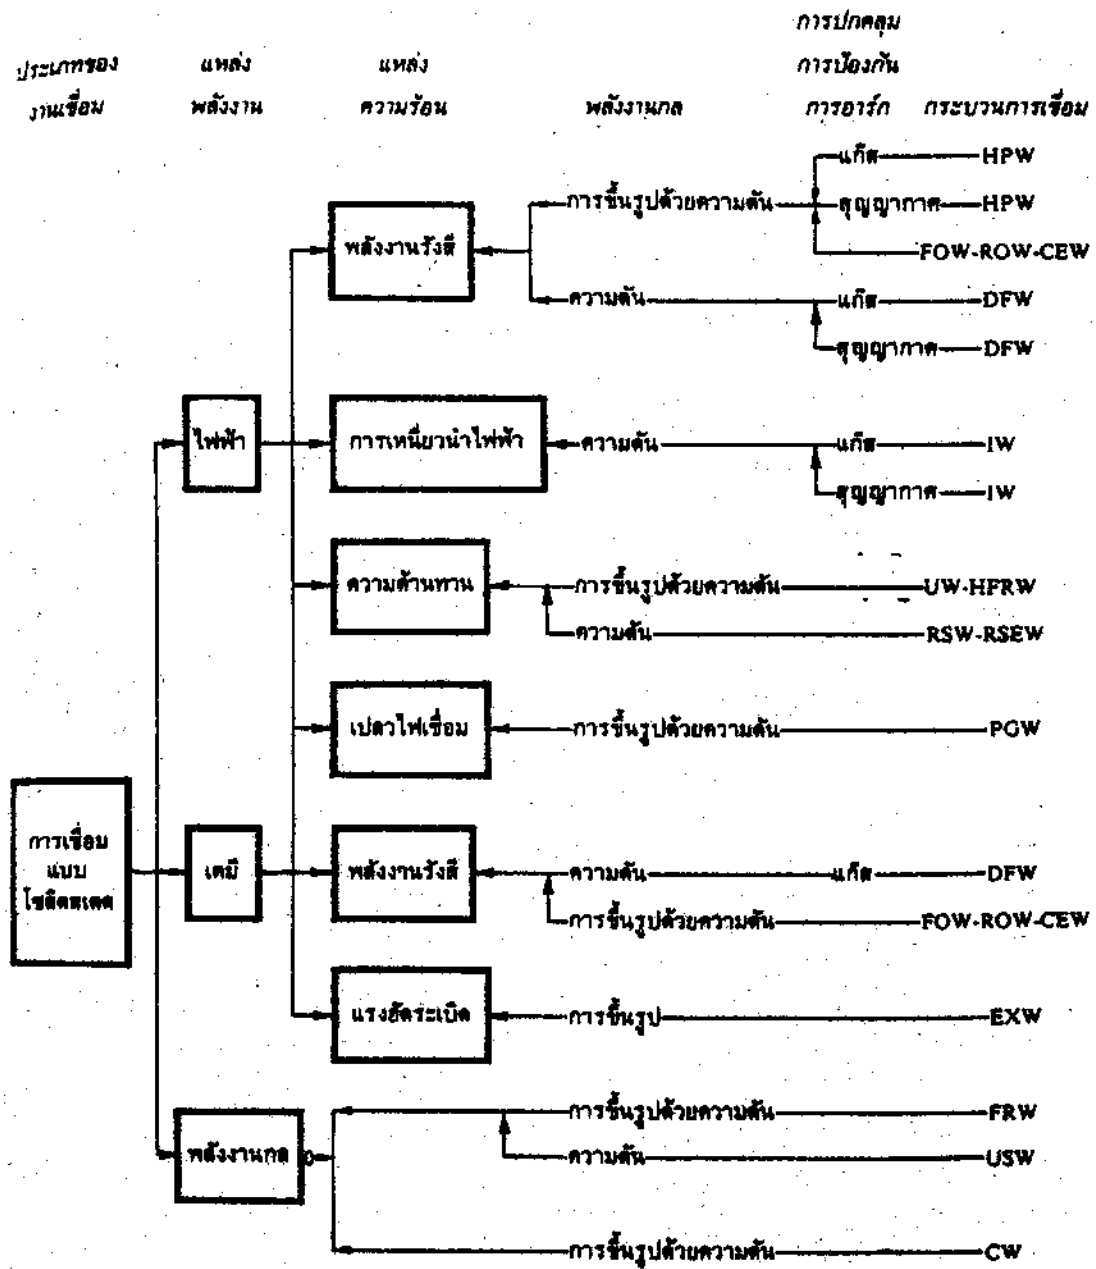 การปกคลุม
ประเภทของ แหล่ง แหล่ง การป้องกัน
งานเชื่อม พลังงาน ความร้อน พลังงานกล การอาร์ก กระบวนการเชื่อม
แก๊ส HPW
การขึ้นรูปด้วยความดัน สุญญากาศ HPW
พลังงานรังสี FOW-ROW-CEW
ความดัน แก๊ส DFW
สุญญากาศ DFW
ไฟฟ้า การเหนี่ยวนำไฟฟ้า ความดัน แก๊ส IW
สุญญากาศ IW
ความต้านทาน การขึ้นรูปด้วยความดัน UW-HFRW
ความดัน RSW-RSEW
เปลวไฟเชื่อม การขึ้นรูปด้วยความดัน PGW
การเชื่อม
แบบ
โซลิดสเตต
เคมี พลังงานรังสี ความดัน แก๊ส DFW
การขึ้นรูปด้วยความดัน FOW-ROW-CEW
แรงอัดระเบิด การขึ้นรูป EXW
พลังงานกล การขึ้นรูปด้วยความดัน FRW
ความดัน USW
การขึ้นรูปด้วยความดัน CW